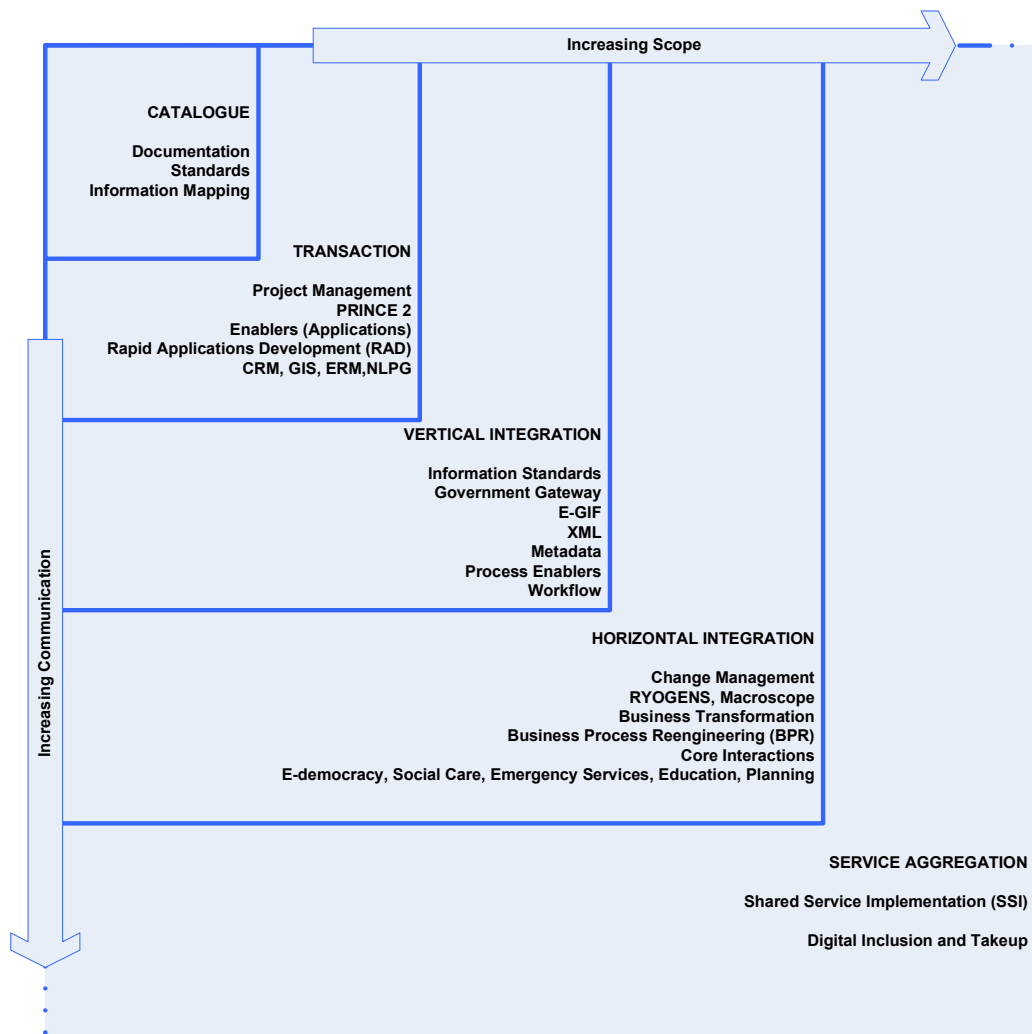 Increasing Scope
CATALOGUE
Documentation
Standards
Information Mapping
TRANSACTION
Project Management
PRINCE 2
Enablers (Applications)
Rapid Applications Development (RAD)
CRM, GIS, ERM,NLPG
VERTICAL INTEGRATION
Information Standards
Government Gateway
E-GIF
XML
Metadata
Process Enablers
Workflow
Increasing Communication
HORIZONTAL INTEGRATION
Change Management
RYOGENS, Macroscope
Business Transformation
Business Process Reengineering (BPR)
Core Interactions
E-democracy, Social Care, Emergency Services, Education, Planning
SERVICE AGGREGATION
Shared Service Implementation (SSI)
Digital Inclusion and Takeup